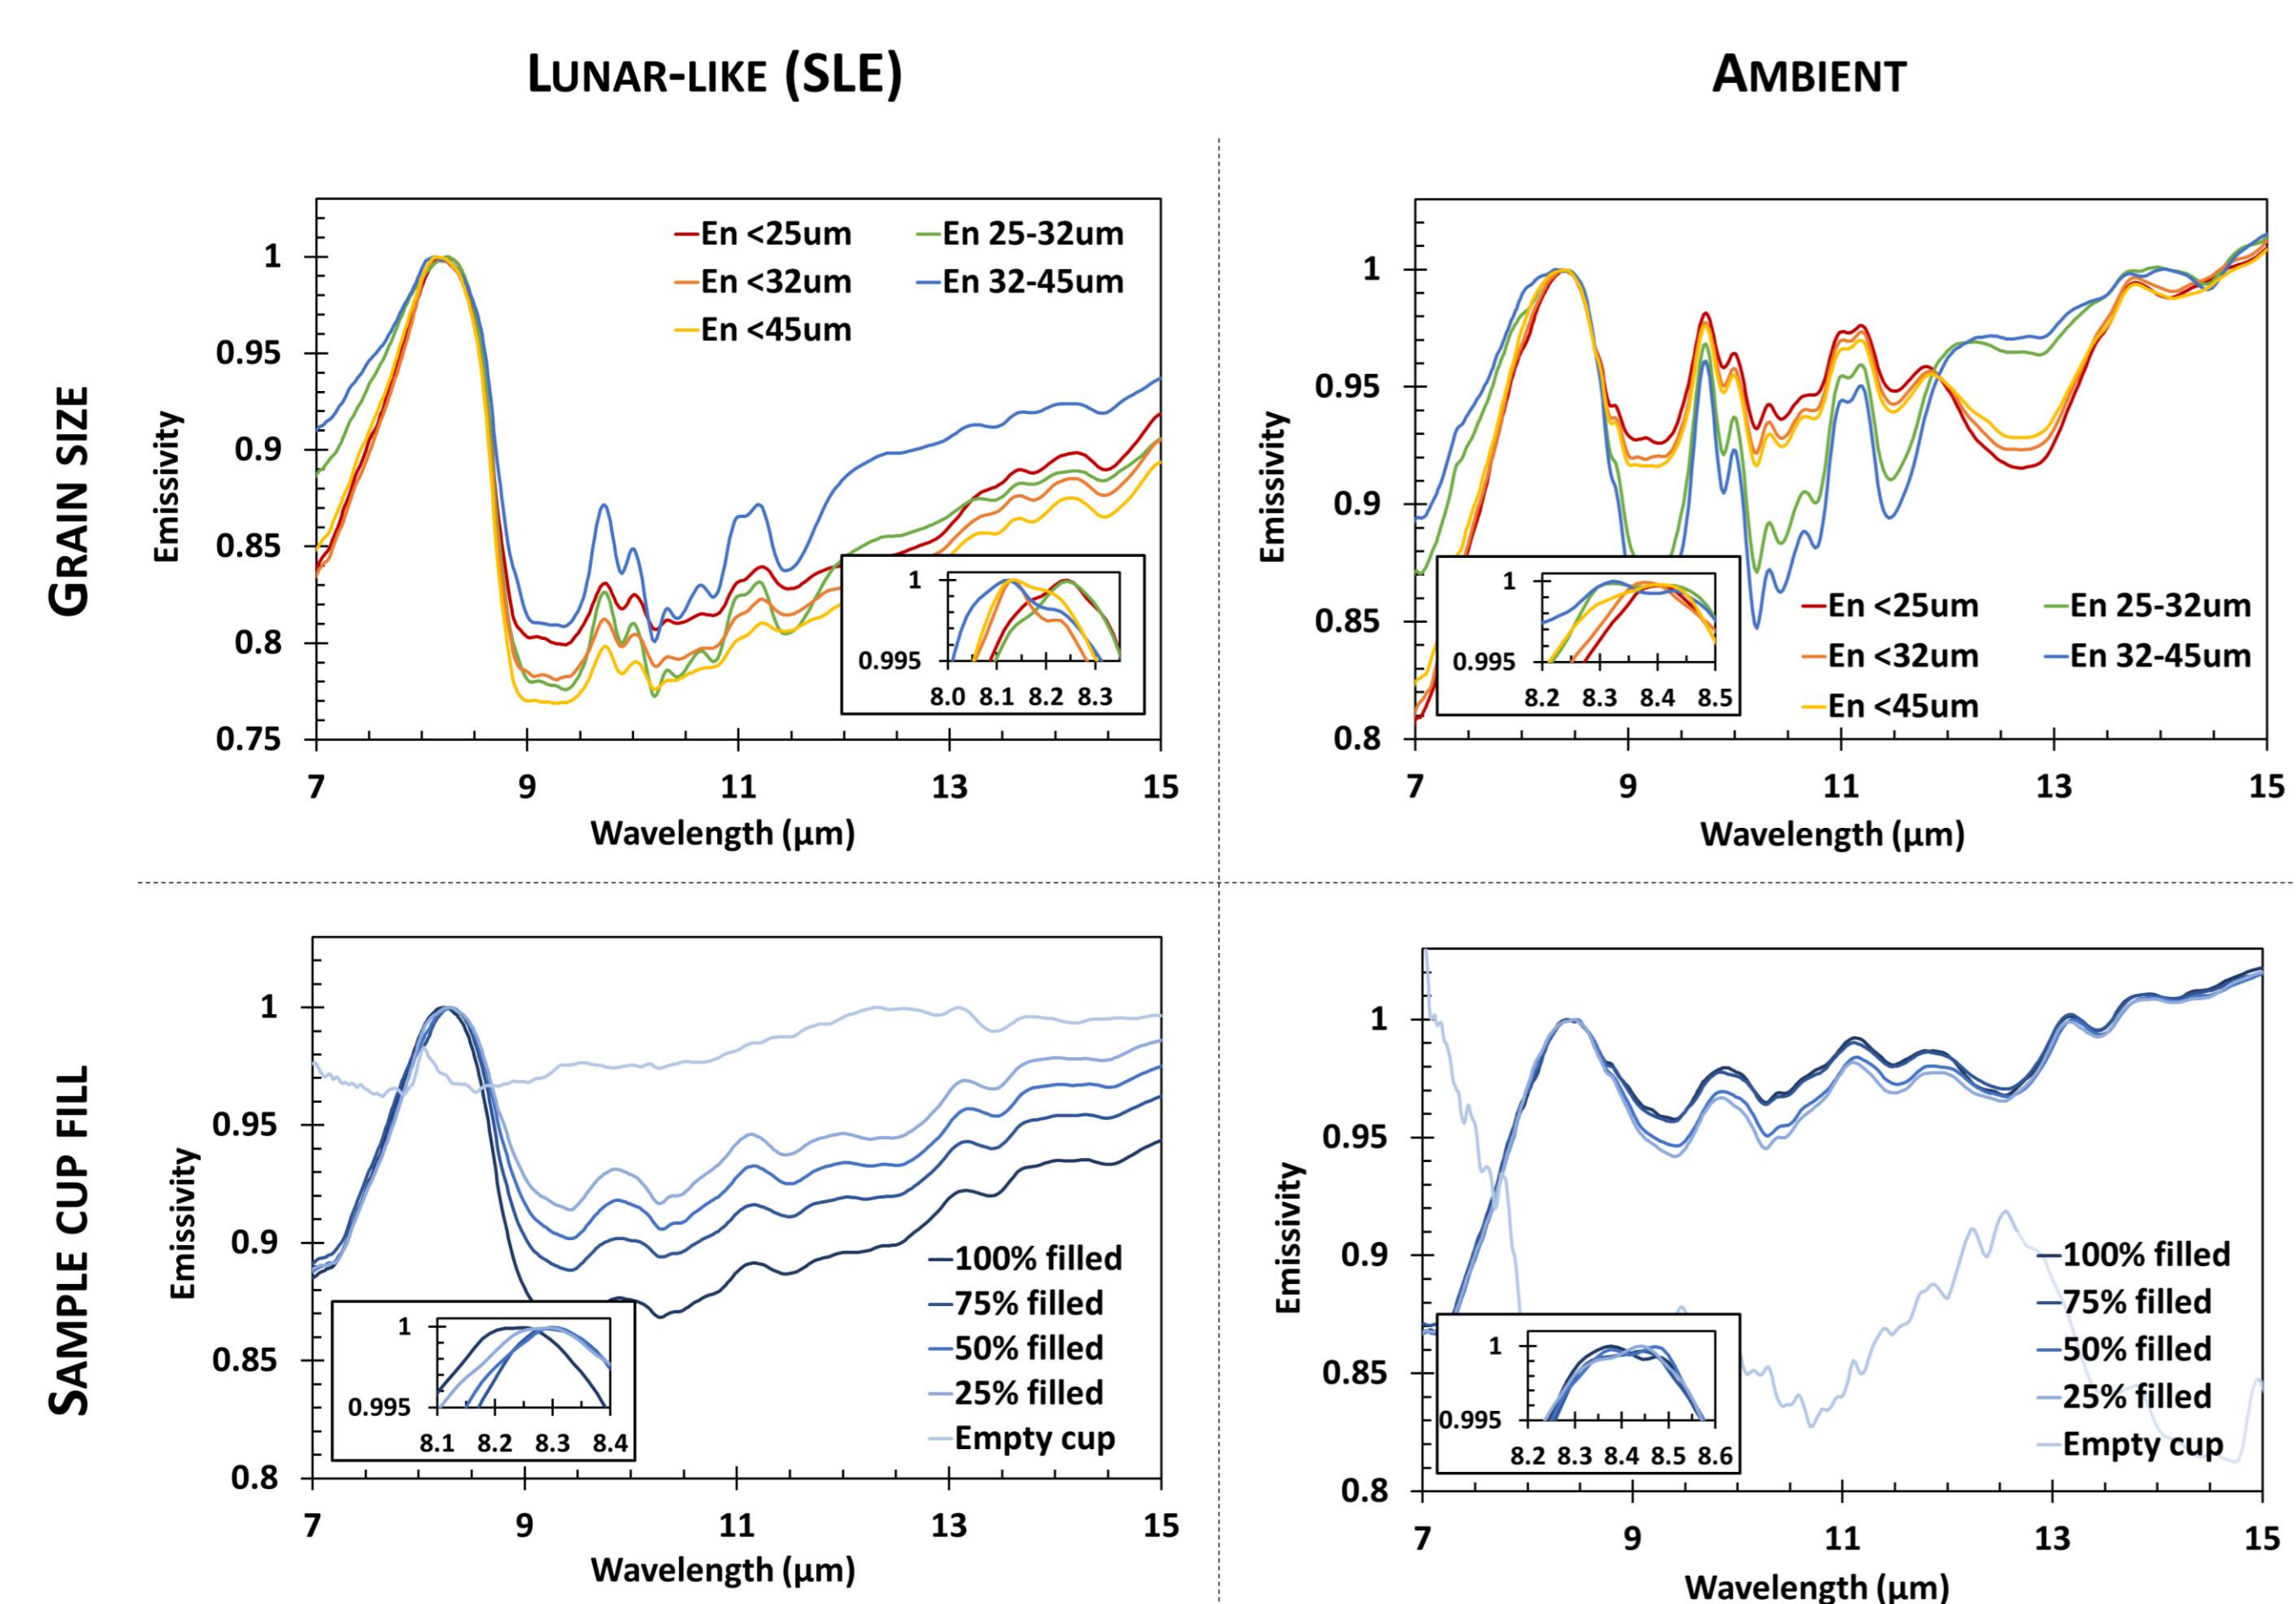 LUNAR-LIKE (SLE)
AMBIENT
GRAIN SIZE
Emissivity
1
0.95
0.9
0.85
0.8
0.75
En <25um
En 25-32um
En <32um
En 32-45um
En <45um
1
0.995
8.0 8.1 8.2 8.3
7 9 11 13 15
Wavelength (µm)
Emissivity
1
0.95
0.9
0.85
0.8
1
0.995
8.2 8.3 8.4 8.5
En <25um
En 25-32um
En <32um
En 32-45um
En <45um
7 9 11 13 15
Wavelength (µm)
SAMPLE CUP FILL
Emissivity
1
0.95
0.9
0.85
0.8
100% filled
75% filled
50% filled
25% filled
Empty cup
1
0.995
8.1 8.2 8.3 8.4
7 9 11 13 15
Wavelength (µm)
Emissivity
1
0.95
0.9
0.85
0.8
100% filled
75% filled
50% filled
25% filled
Empty cup
1
0.995
8.2 8.3 8.4 8.5 8.6
7 9 11 13 15
Wavelength (µm)